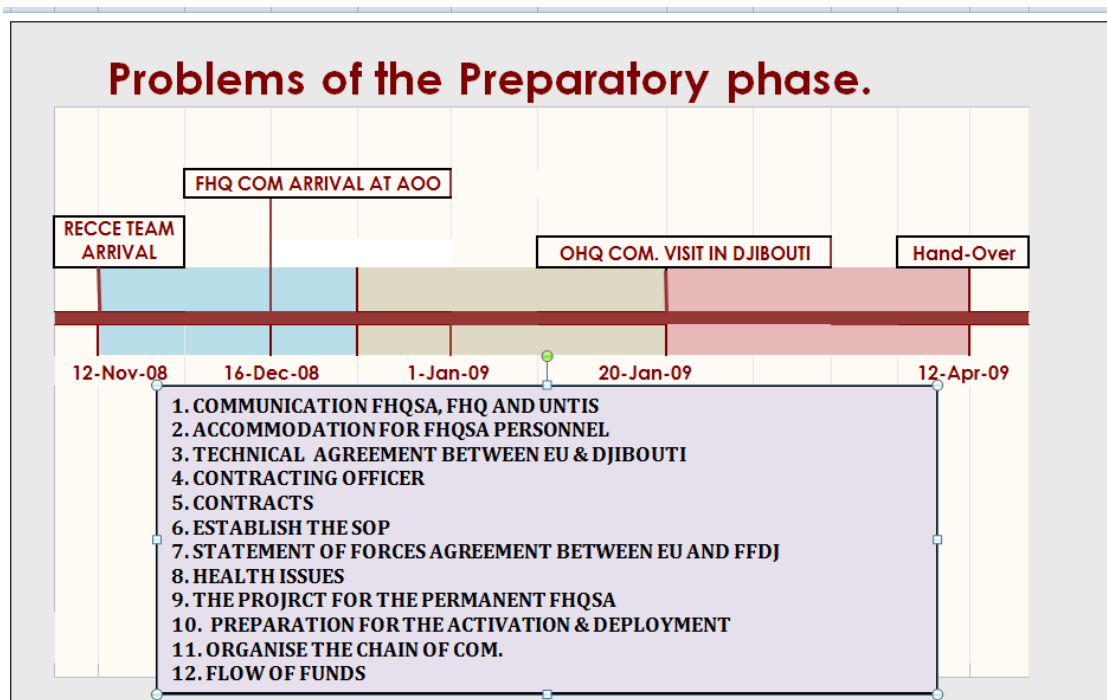 Problems of the Preparatory phase.
FHQ COM ARRIVAL AT AOO
RECCE TEAM
ARRIVAL
OHQ COM. VISIT IN DJIBOUTI
Hand-Over
12-Nov-08
16-Dec-08
1-Jan-09
20-Jan-09
12-Apr-09
1. COMMUNICATION FHQSA, FHQ AND UNTIS
2. ACCOMMODATION FOR FHQSA PERSONNEL
3. TECHNICAL AGREEMENT BETWEEN EU & DJIBOUTI
4. CONTRACTING OFFICER
5. CONTRACTS
6. ESTABLISH THE SOP
7. STATEMENT OF FORCES AGREEMENT BETWEEN EU AND FFDJ
8. HEALTH ISSUES
9. THE PROJRCT FOR THE PERMANENT FHQSA
10. PREPARATION FOR THE ACTIVATION & DEPLOYMENT
11. ORGANISE THE CHAIN OF COM.
12. FLOW OF FUNDS